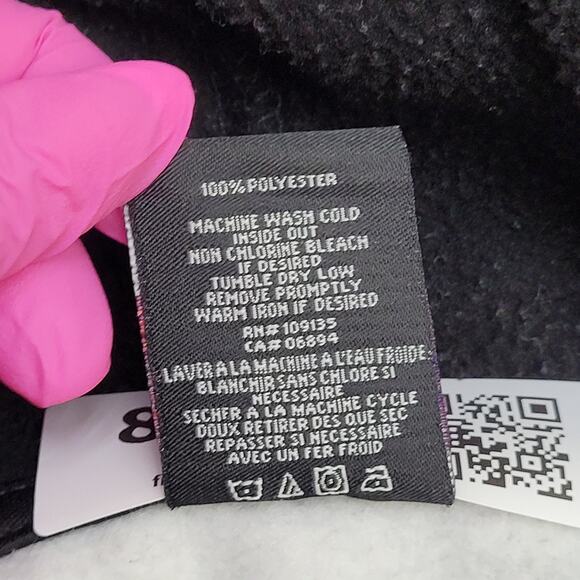 100% POLYESTER
MACHINE WASH COLD
INSIDE OUT
NON CHLORINE BLEACH
IF DESIRED
TUMBLE DRY LOW
REMOVE PROMPTLY
WARM IRON IF DESIRED
RN# 109135
CA# 06894
LAVER A LA MACHINE A L'EAU FROIDE.
BLANCHIR SANS CHLORE SI
NECESSAIRE
SECHER A LA MACHINE CYCLE
DOUX RETIRER DES QUE SEC
REPASSER SI NECESSAIRE
AVEC UN FER FROID
8